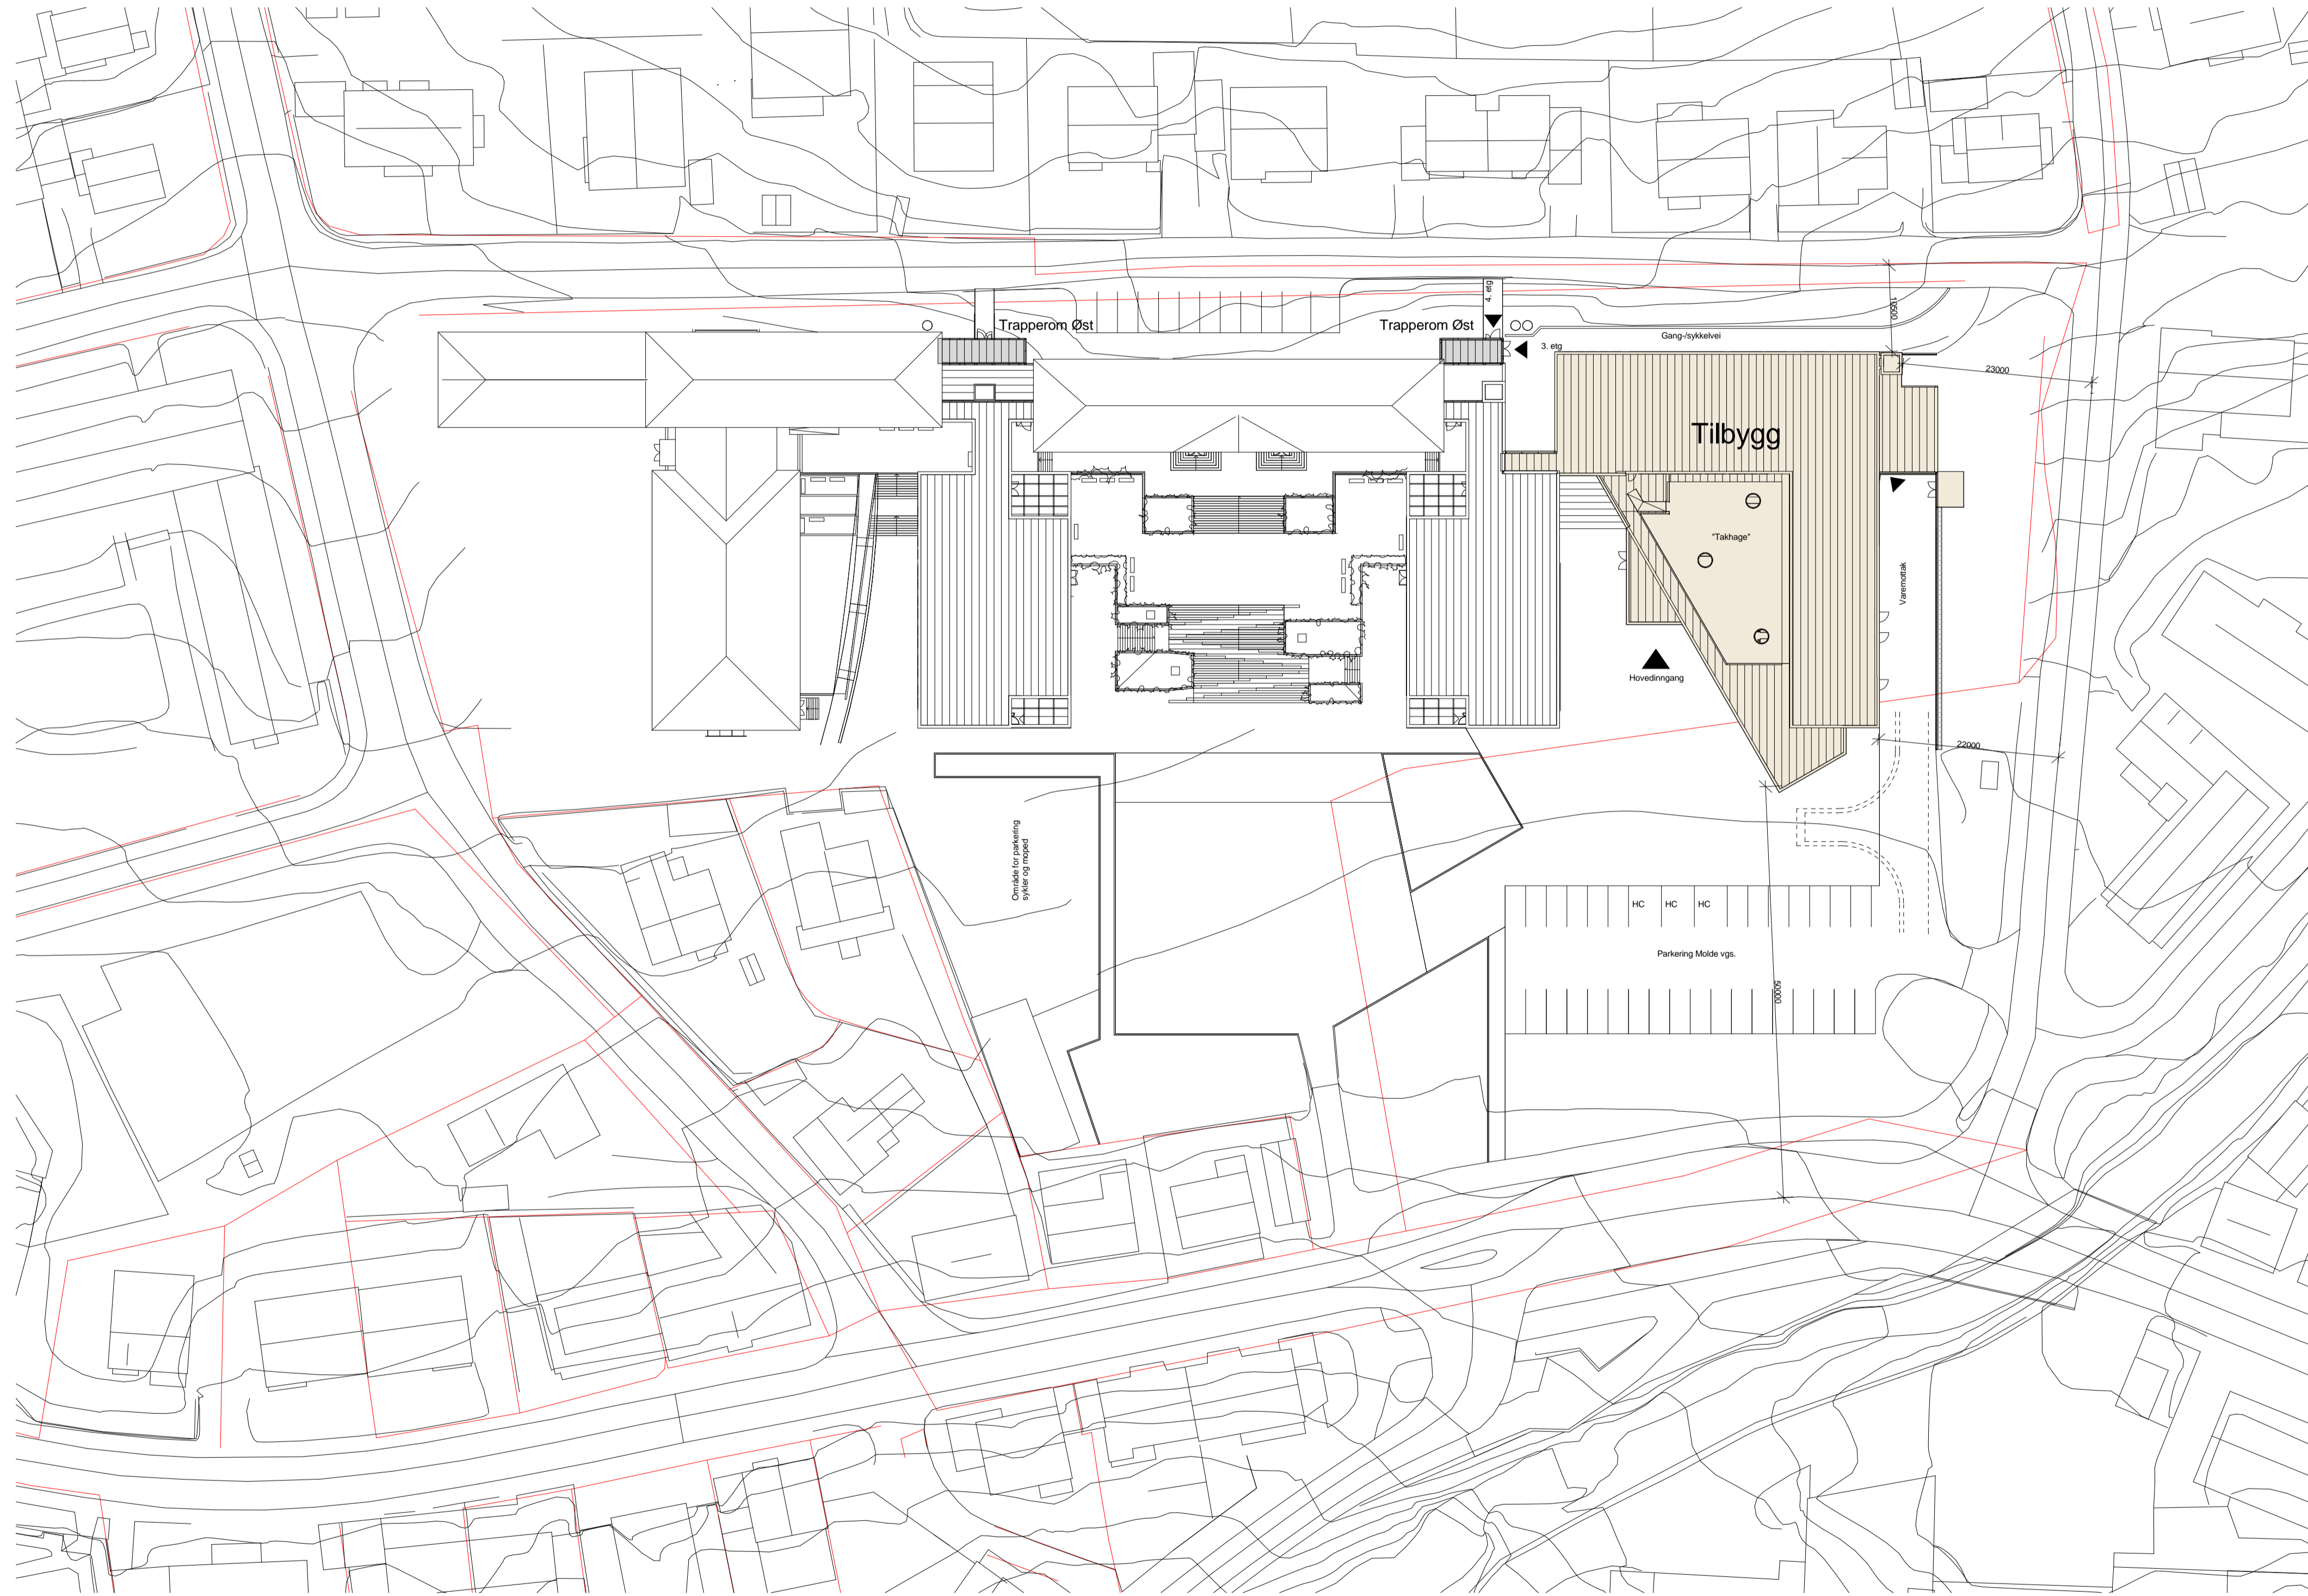 4. etg
Trapperom Øst
Trapperom Øst
3. etg
Gang-/sykkelvei
10500
23000
Tilbygg
"Takhage"
Varemottak
Hovedinngang
22000
Område for parkering
sykler og moped
HC
HC
HC
Parkering Molde vgs.
50000